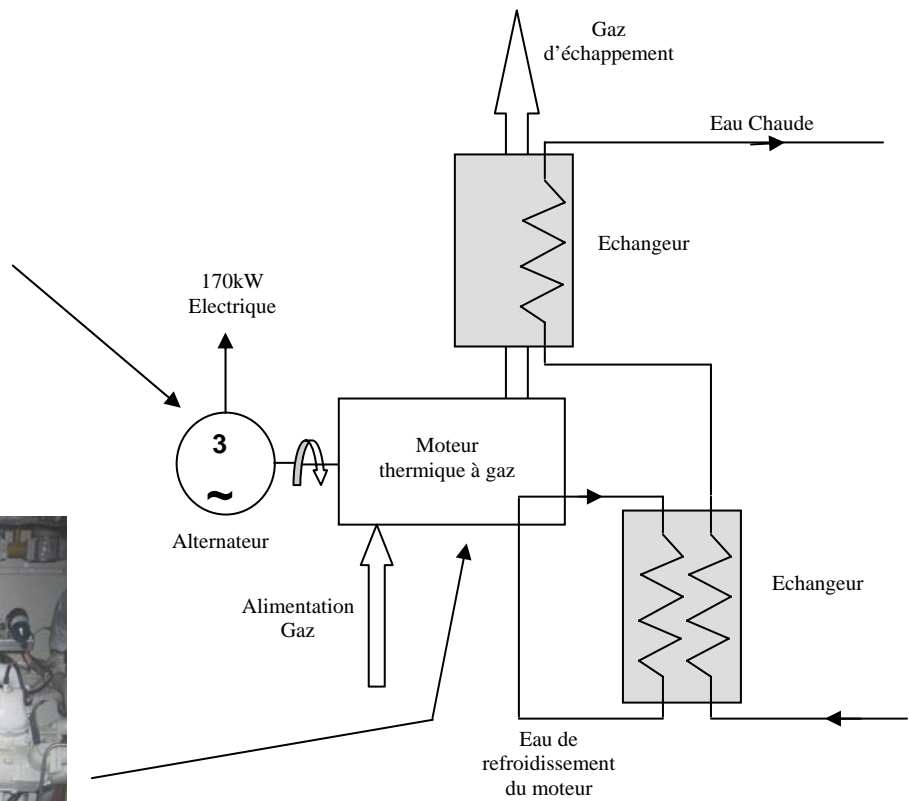 Gaz
d'échappement
Eau Chaude
Echangeur
170kW
Electrique
3
~
Moteur
thermique à gaz
Alternateur
Echangeur
Alimentation
Gaz
Eau de
refroidissement
du moteur